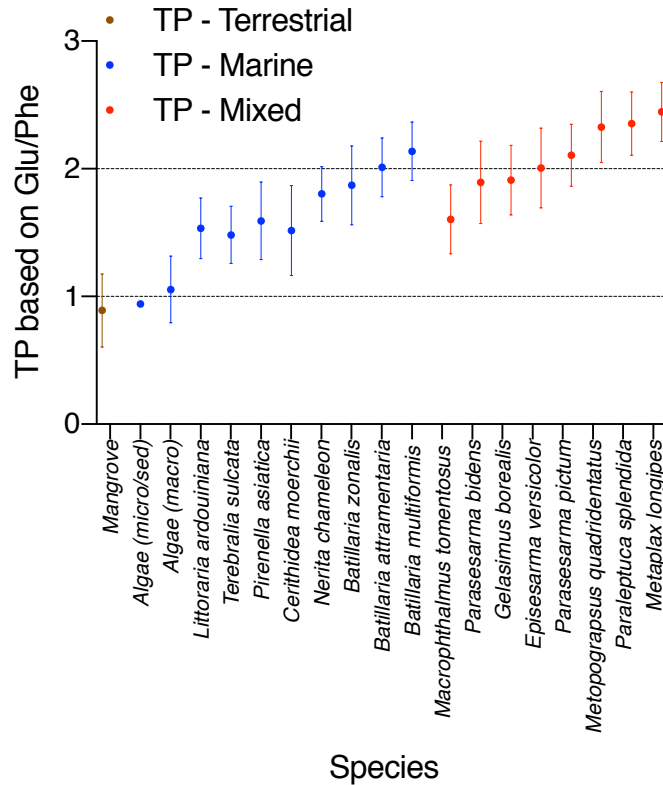 TP - Terrestrial
TP - Marine
TP - Mixed
3
2
1
0
TP based on Glu/Phe
Mangrove
Algae (micro/sed)
Algae (macro)
Littoraria ardouiniana
Terebralia sulcata
Pirenella asiatica
Cerithidea moerchii
Nerita chameleon
Batillaria zonalis
Batillaria attramentaria
Batillaria multiformis
Macrophthalmus tomentosus
Parasesarma bidens
Gelasimus borealis
Episesarma versicolor
Parasesarma pictum
Metopograpsus quadridentatus
Paraleptuca splendida
Metaplax longipes
Species